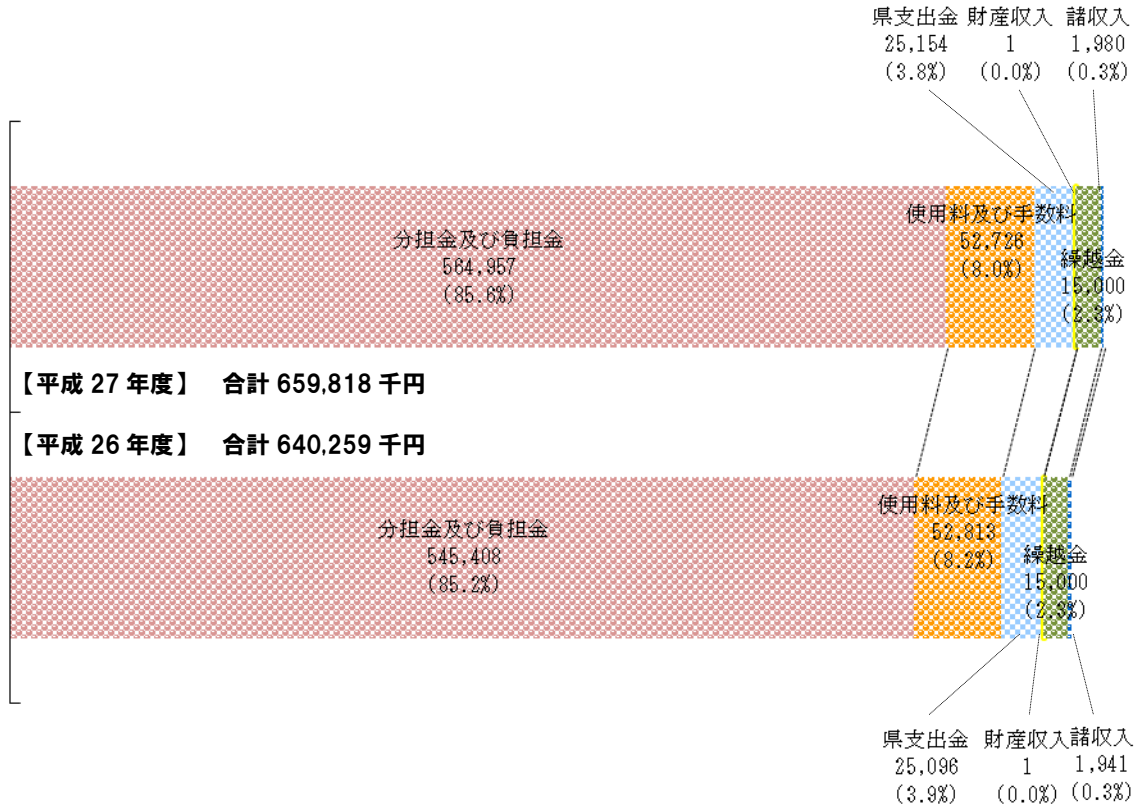 県支出金 財産収入 諸収入
25,154 1 1,980
(3.8%) (0.0%) (0.3%)
分担金及び負担金
564,957
(85.6%)
使用料及び手数料
52,726
(8.0%)
繰越金
15,000
(2.3%)
【平成 27 年度】 合計 659,818 千円
【平成 26 年度】 合計 640,259 千円
分担金及び負担金
545,408
(85.2%)
使用料及び手数料
52,813
(8.2%)
繰越金
15,000
(2.3%)
県支出金 財産収入 諸収入
25,096 1 1,941
(3.9%) (0.0%) (0.3%)